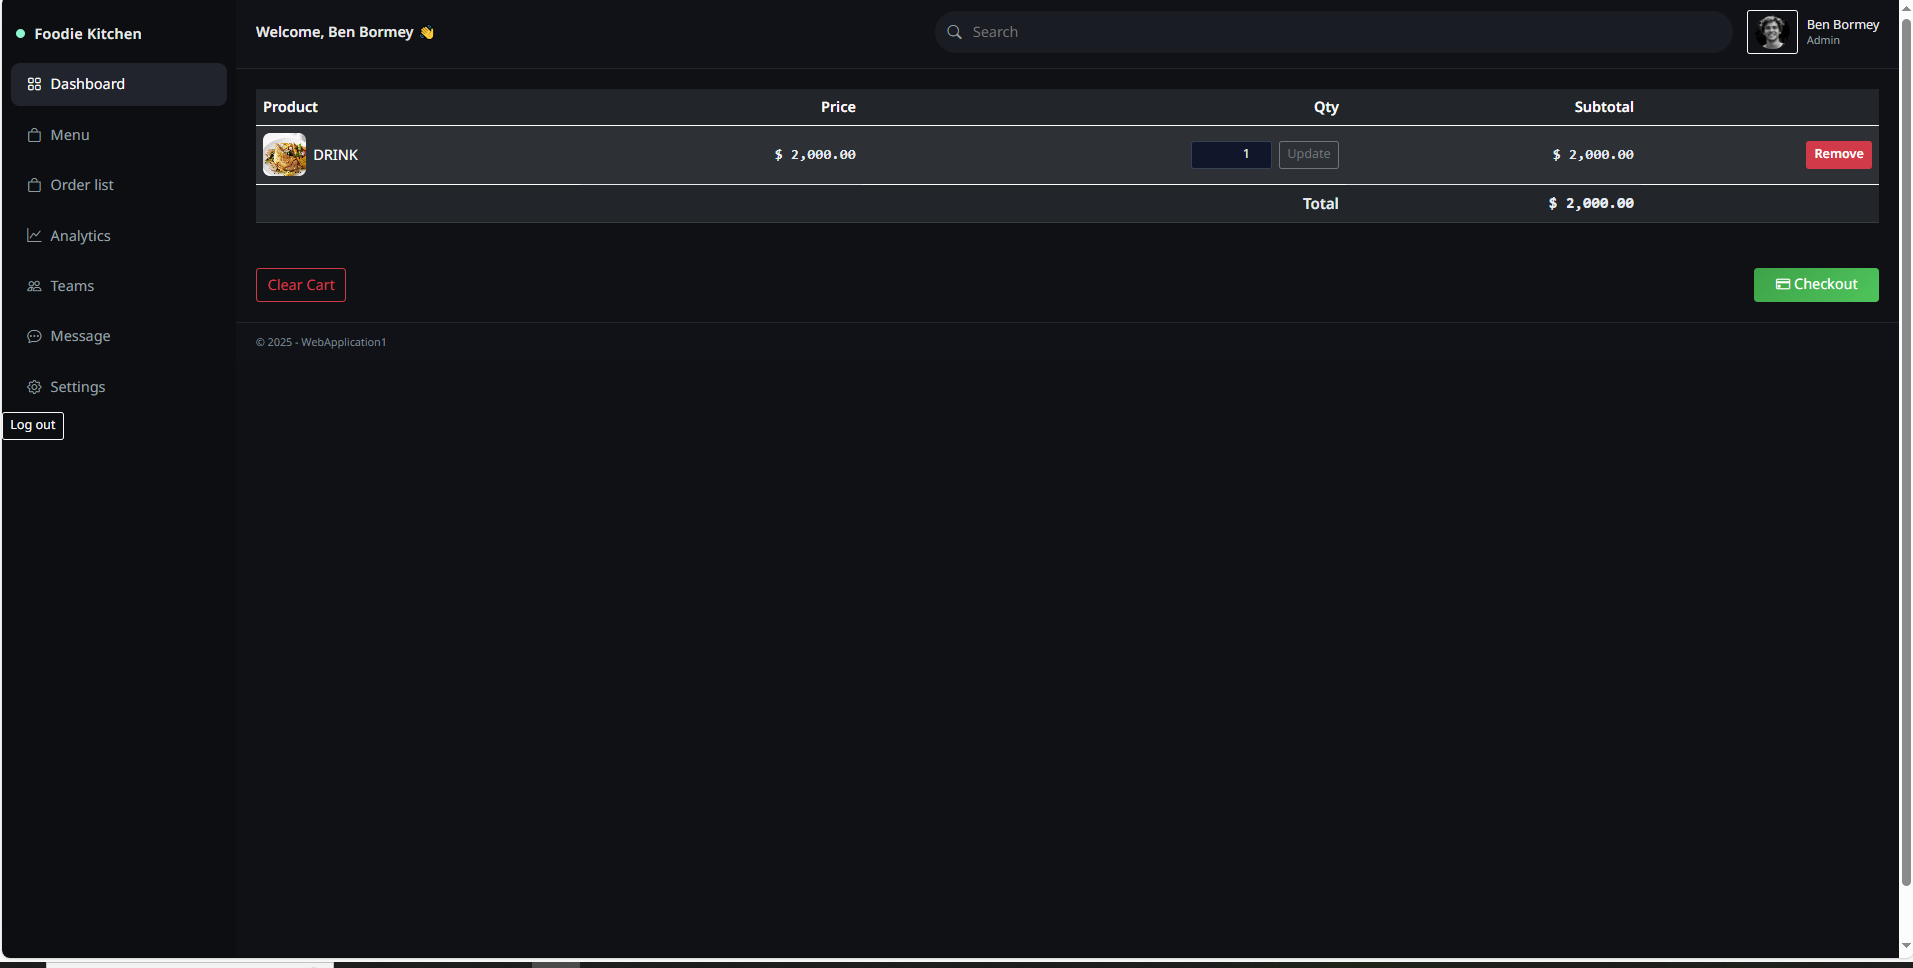 Foodie Kitchen
Dashboard
Menu
Order list
Analytics
Teams
Message
Settings
Log out
Welcome, Ben Bormey 👋
Search
Ben Bormey
Admin
Product Price Qty Subtotal
DRINK $ 2,000.00 1 Update $ 2,000.00 Remove
Total $ 2,000.00
Clear Cart
Checkout
© 2025 - WebApplication1